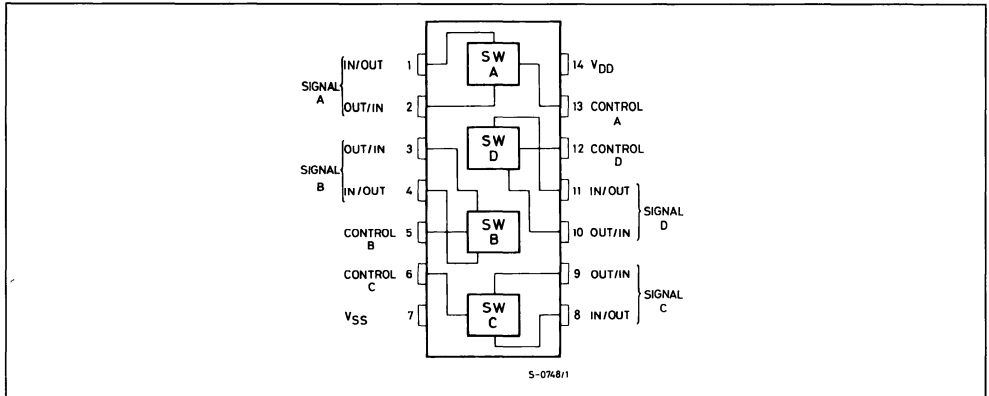 IN/OUT 1
SIGNAL A
OUT/IN 2
OUT/IN 3
SIGNAL B
IN/OUT 4
CONTROL B 5
CONTROL C 6
VSS 7
SW A
SW D
SW B
SW C
14 VDD
13 CONTROL A
12 CONTROL D
11 IN/OUT
SIGNAL D
10 OUT/IN
9 OUT/IN
SIGNAL C
8 IN/OUT
S-0748/1